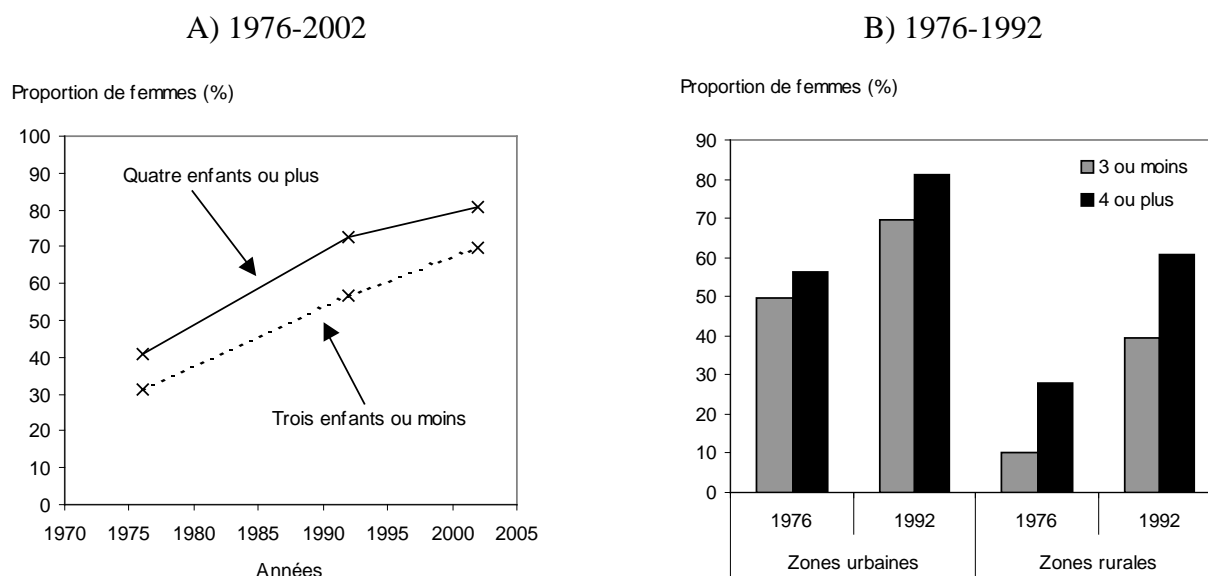 A) 1976-2002
Proportion de femmes (%)
100
90
80
70
60
50
40
30
20
10
0
Quatre enfants ou plus
Trois enfants ou moins
1970 1975 1980 1985 1990 1995 2000 2005
Années
B) 1976-1992
Proportion de femmes (%)
90
80
70
60
50
40
30
20
10
0
3 ou moins
4 ou plus
1976 1992 1976 1992
Zones urbaines Zones rurales